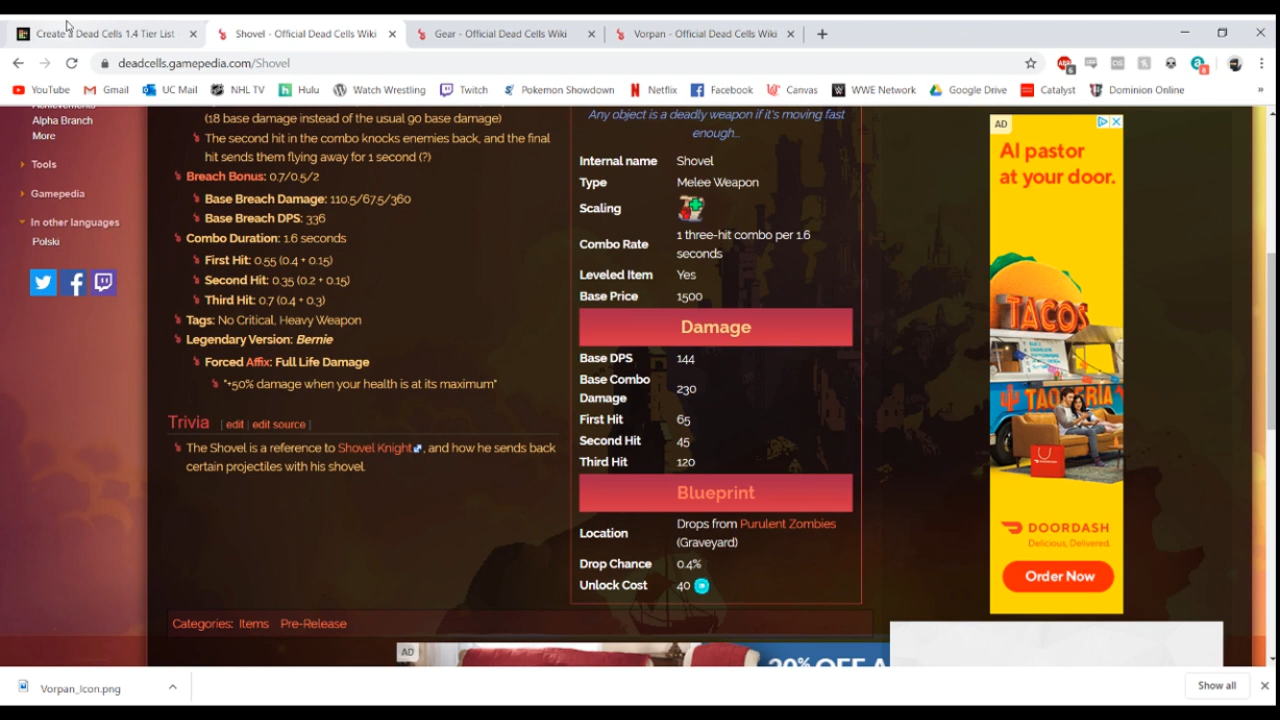 Create a Dead Cells 1.4 Tier List
Shovel - Official Dead Cells Wiki
Gear - Official Dead Cells Wiki
Vorpan - Official Dead Cells Wiki
deadcells.gamepedia.com/Shovel
YouTube
Gmail
UC Mail
NHL TV
Hulu
Watch Wrestling
Twitch
Pokemon Showdown
Netflix
Facebook
Canvas
WWE Network
Google Drive
Catalyst
Dominion Online
Achievements
Alpha Branch
More
Tools
Gamepedia
In other languages
Polski
(18 base damage instead of the usual 90 base damage)
The second hit in the combo knocks enemies back, and the final
hit sends them flying away for 1 second (?)
Breach Bonus: 0.7/0.5/2
Base Breach Damage: 110.5/67.5/360
Base Breach DPS: 336
Combo Duration: 1.6 seconds
First Hit: 0.55 (0.4 + 0.15)
Second Hit: 0.35 (0.2 + 0.15)
Third Hit: 0.7 (0.4 + 0.3)
Tags: No Critical, Heavy Weapon
Legendary Version: Bernie
Forced Affix: Full Life Damage
"+50% damage when your health is at its maximum"
Trivia [ edit | edit source ]
The Shovel is a reference to Shovel Knight, and how he sends back
certain projectiles with his shovel.
Any object is a deadly weapon if it's moving fast
enough...
Internal name Shovel
Type Melee Weapon
Scaling
Combo Rate 1 three-hit combo per 1.6
seconds
Leveled Item Yes
Base Price 1500
Damage
Base DPS 144
Base Combo
Damage 230
First Hit 65
Second Hit 45
Third Hit 120
Blueprint
Location Drops from Purulent Zombies
(Graveyard)
Drop Chance 0.4%
Unlock Cost 40
Categories: Items Pre-Release
AD
Al pastor
at your door.
TACOS
DOORDASH
Delicious, Delivered.
Order Now
AD
20% OFF A
Vorpan_Icon.png
Show all